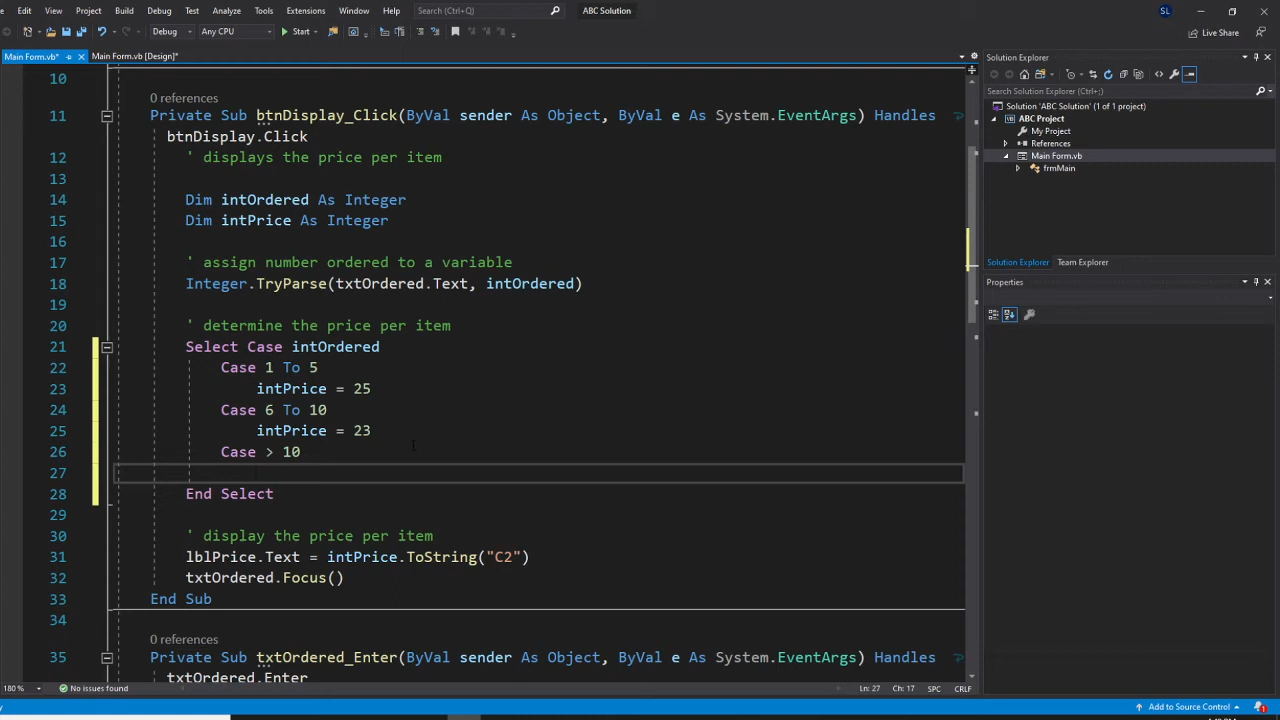 Edit View Project Build Debug Test Analyze Tools Extensions Window Help Search (Ctrl+Q) ABC Solution SL
Debug Any CPU Start Live Share
Main Form.vb* Main Form.vb [Design]* Solution Explorer
Search Solution Explorer (Ctrl+;)
Solution 'ABC Solution' (1 of 1 project)
ABC Project
My Project
References
Main Form.vb
frmMain
Solution Explorer Team Explorer
Properties
10
0 references
11 Private Sub btnDisplay_Click(ByVal sender As Object, ByVal e As System.EventArgs) Handles
btnDisplay.Click
12 ' displays the price per item
13
14 Dim intOrdered As Integer
15 Dim intPrice As Integer
16
17 ' assign number ordered to a variable
18 Integer.TryParse(txtOrdered.Text, intOrdered)
19
20 ' determine the price per item
21 Select Case intOrdered
22 Case 1 To 5
23 intPrice = 25
24 Case 6 To 10
25 intPrice = 23
26 Case > 10
27
28 End Select
29
30 ' display the price per item
31 lblPrice.Text = intPrice.ToString("C2")
32 txtOrdered.Focus()
33 End Sub
34
0 references
35 Private Sub txtOrdered_Enter(ByVal sender As Object, ByVal e As System.EventArgs) Handles
txtOrdered.Enter
180 % No issues found Ln: 27 Ch: 17 SPC CRLF
Add to Source Control 1